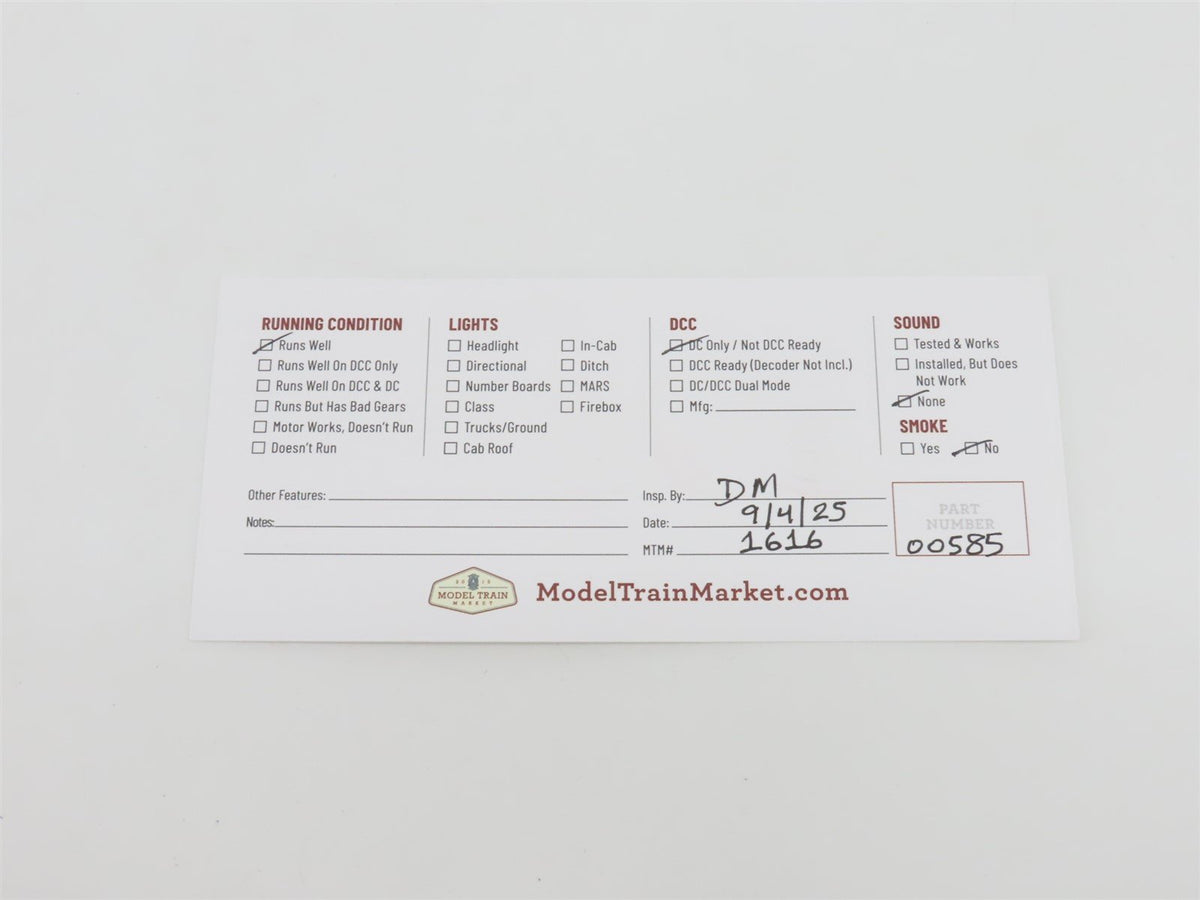 RUNNING CONDITION
Runs Well
Runs Well On DCC Only
Runs Well On DCC & DC
Runs But Has Bad Gears
Motor Works, Doesn't Run
Doesn't Run
LIGHTS
Headlight
Directional
Number Boards
Class
Trucks/Ground
Cab Roof
In-Cab
Ditch
MARS
Firebox
DCC
DC Only / Not DCC Ready
DCC Ready (Decoder Not Incl.)
DC/DCC Dual Mode
Mfg:
SOUND
Tested & Works
Installed, But Does
Not Work
None
SMOKE
Yes No
Other Features:
Notes:
Insp. By: DM
Date: 9/4/25
MTM# 1616
PART
NUMBER
00585
2015
MODEL TRAIN
MARKET
ModelTrainMarket.com